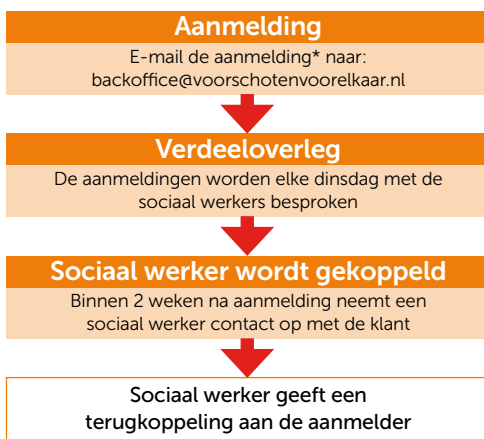 Aanmelding
E-mail de aanmelding* naar:
backoffice@voorschotenvoorelkaar.nl
Verdeeloverleg
De aanmeldingen worden elke dinsdag met de
sociaal werkers besproken
Sociaal werker wordt gekoppeld
Binnen 2 weken na aanmelding neemt een
sociaal werker contact op met de klant
Sociaal werker geeft een
terugkoppeling aan de aanmelder